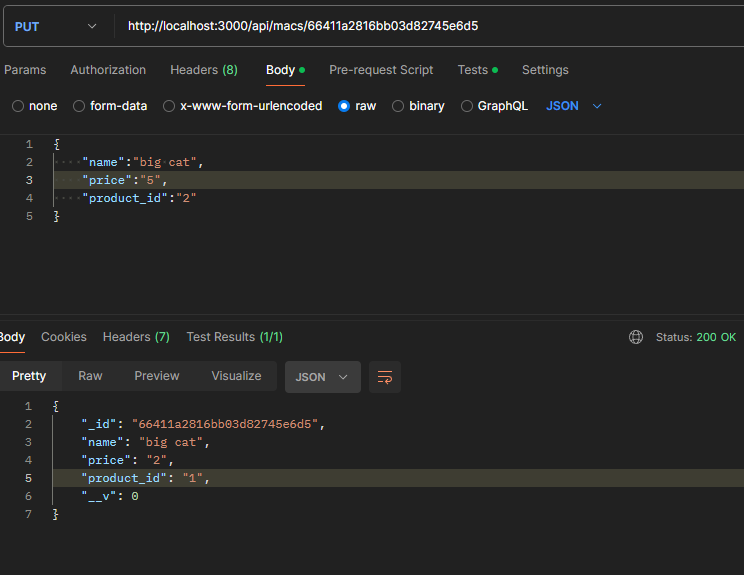 PUT http://localhost:3000/api/macs/66411a2816bb03d82745e6d5
Params Authorization Headers (8) Body Pre-request Script Tests Settings
none form-data x-www-form-urlencoded raw binary GraphQL JSON
1 {
2 "name":"big cat",
3 "price":"5",
4 "product_id":"2"
5 }
Body Cookies Headers (7) Test Results (1/1) Status: 200 OK
Pretty Raw Preview Visualize JSON
1 {
2 "_id": "66411a2816bb03d82745e6d5",
3 "name": "big cat",
4 "price": "2",
5 "product_id": "1",
6 "__v": 0
7 }